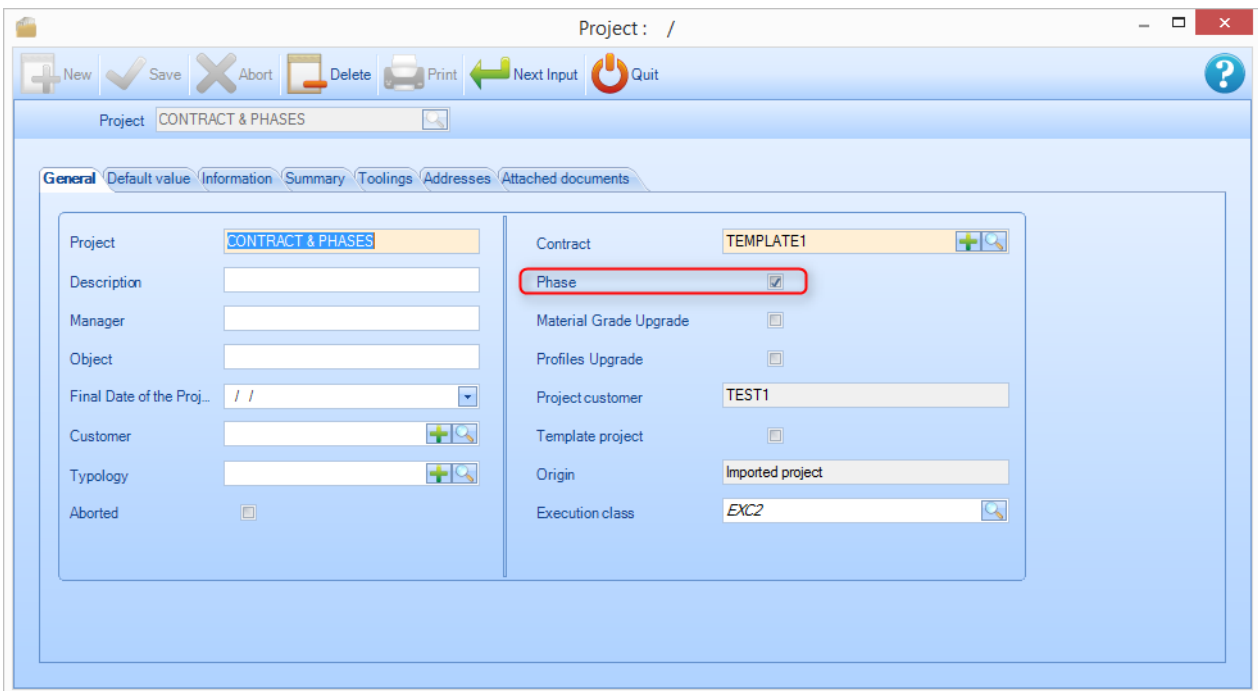 Project : /
New Save Abort Delete Print Next Input Quit ?
Project CONTRACT & PHASES
General Default value Information Summary Toolings Addresses Attached documents
Project CONTRACT & PHASES
Description
Manager
Object
Final Date of the Proj... / /
Customer
Typology
Aborted
Contract TEMPLATE1
Phase
Material Grade Upgrade
Profiles Upgrade
Project customer TEST1
Template project
Origin Imported project
Execution class EXC2